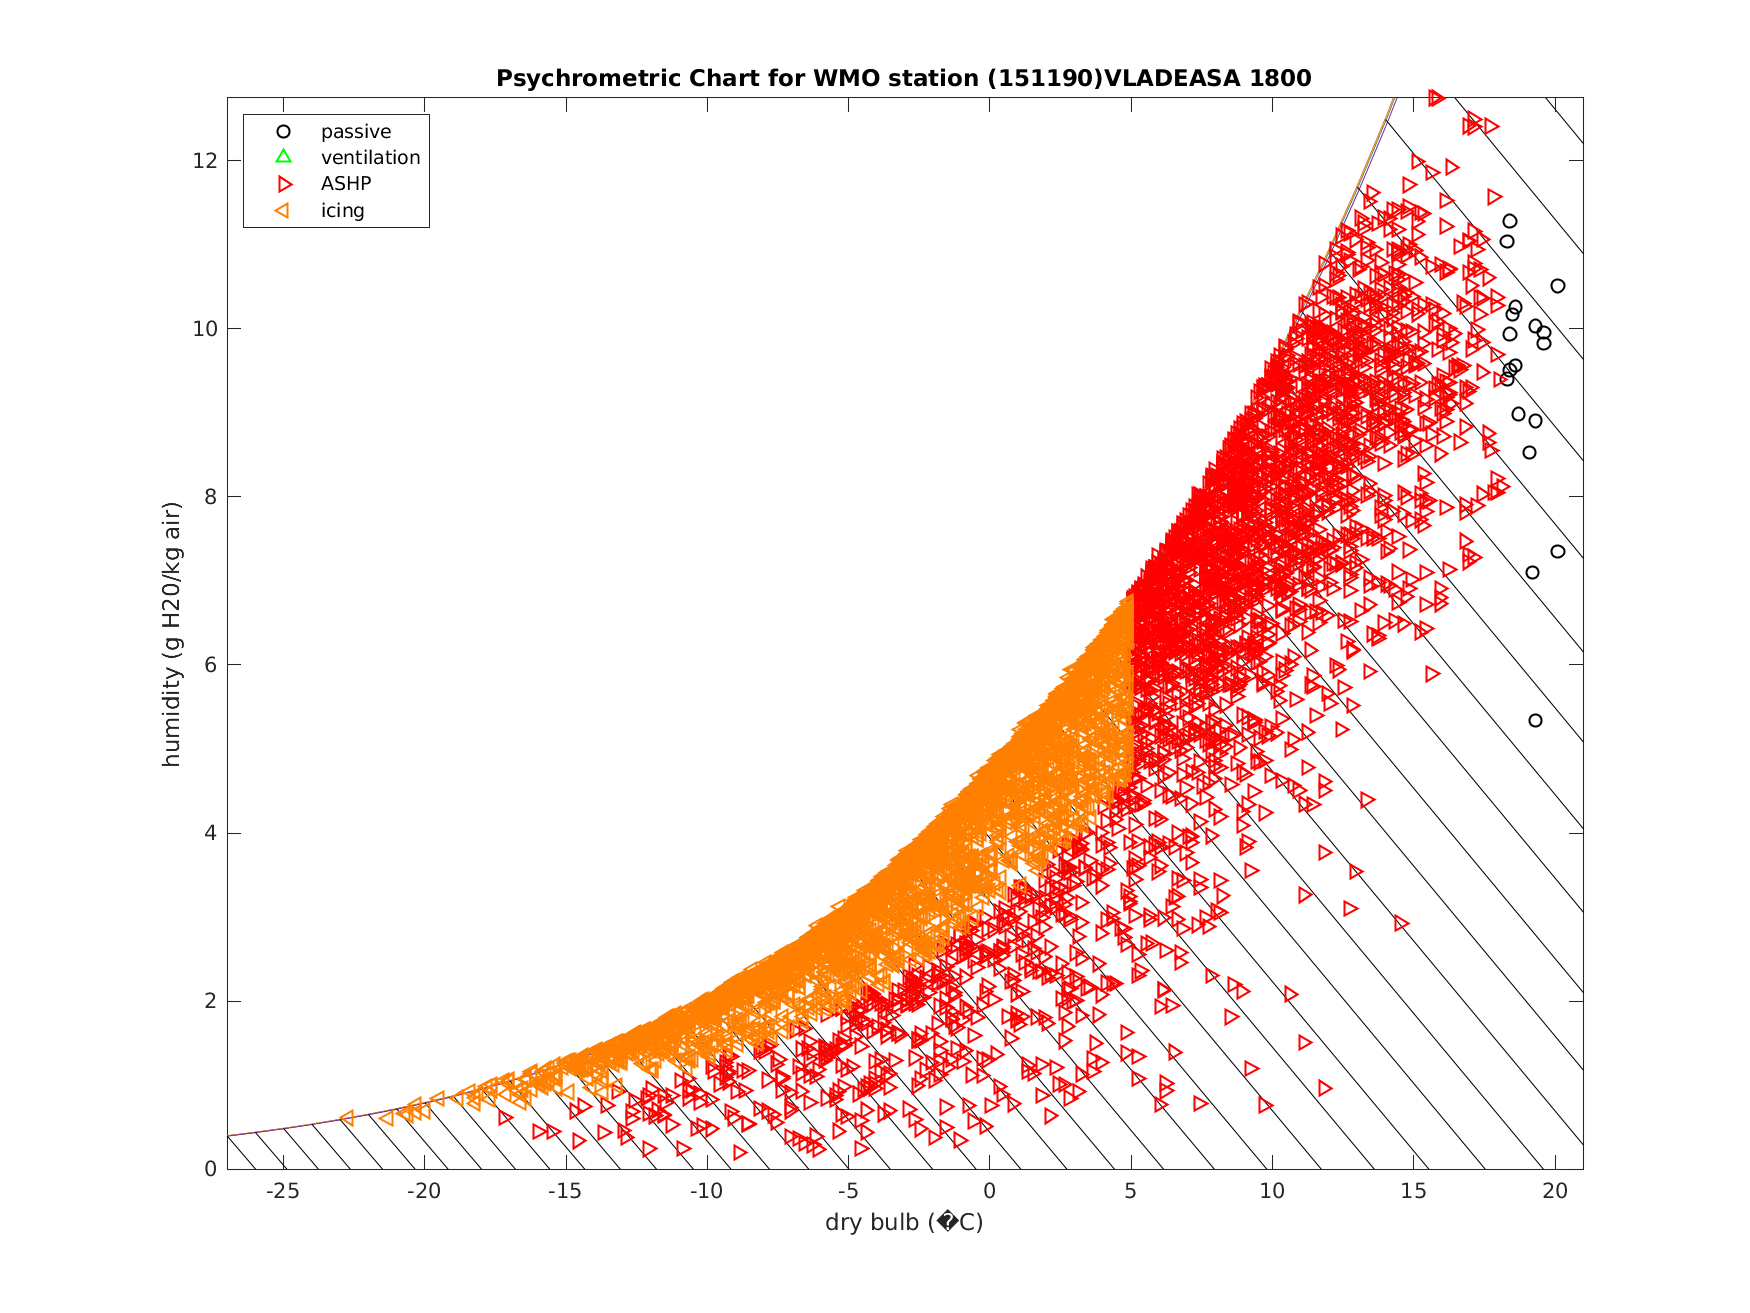 Psychrometric Chart for WMO station (151190)VLADEASA 1800
passive
ventilation
ASHP
icing
humidity (g H20/kg air)
12
10
8
6
4
2
0
-25 -20 -15 -10 -5 0 5 10 15 20
dry bulb (�C)